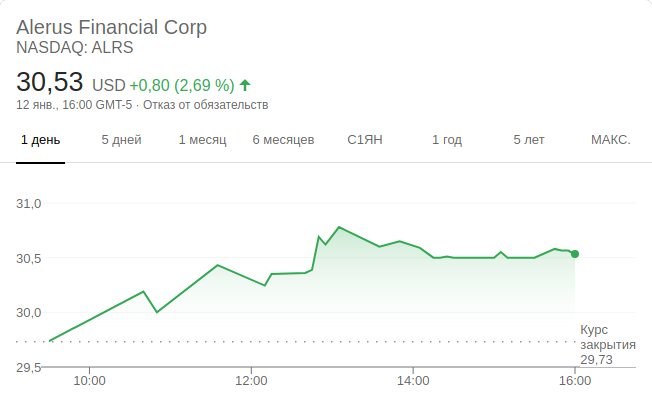 Alerus Financial Corp
NASDAQ: ALRS
30,53 USD +0,80 (2,69 %)
12 янв., 16:00 GMT-5 · Отказ от обязательств
1 день 5 дней 1 месяц 6 месяцев С1ЯН 1 год 5 лет МАКС.
31,0
30,5
30,0
29,5
Курс
закрытия
29,73
10:00 12:00 14:00 16:00